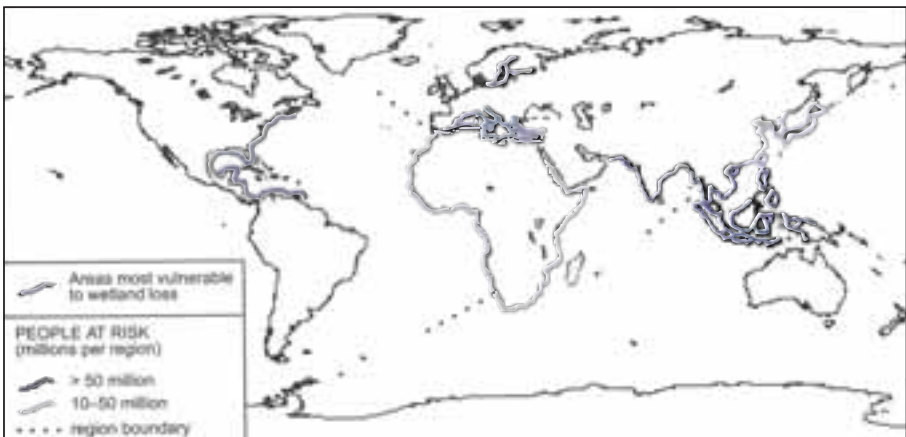 Areas most vulnerable
to wetland loss
PEOPLE AT RISK
(millions per region)
> 50 million
10–50 million
region boundary